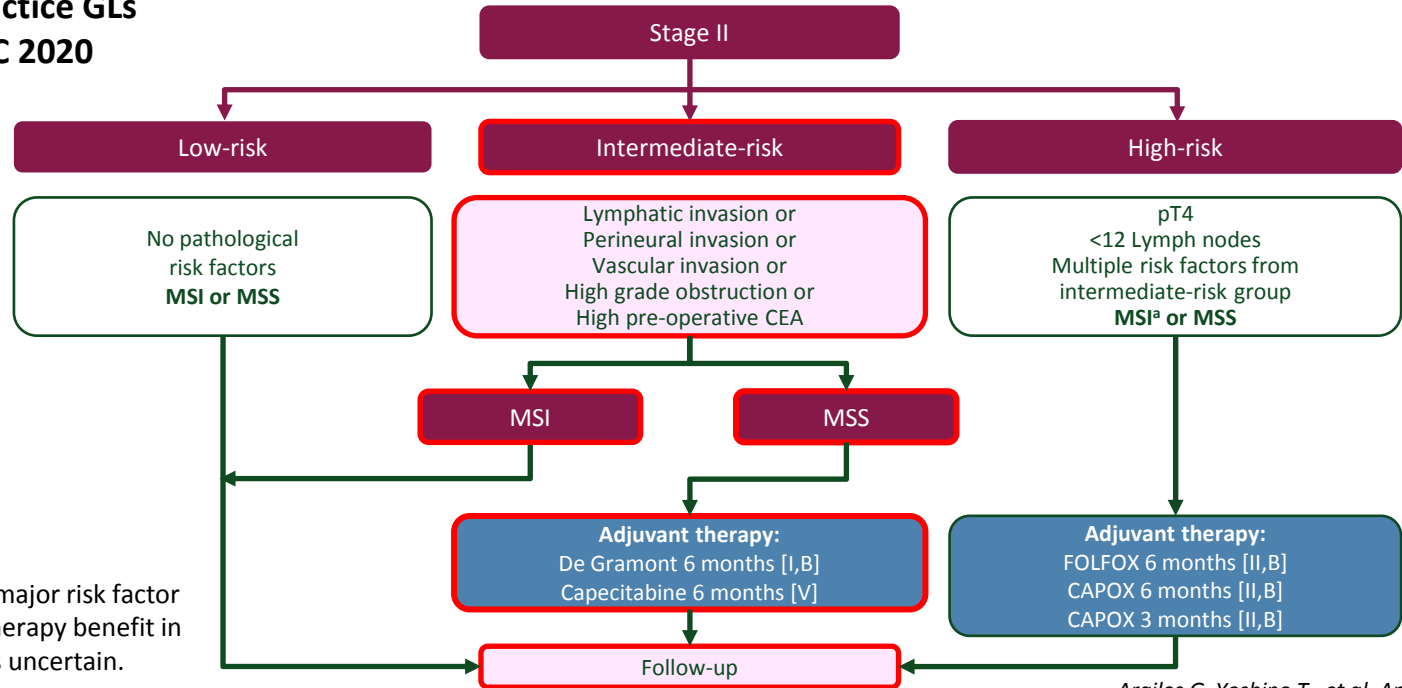 ctice GLs
C 2020
Stage II
Low-risk
Intermediate-risk
High-risk
No pathological
risk factors
MSI or MSS
Lymphatic invasion or
Perineural invasion or
Vascular invasion or
High grade obstruction or
High pre-operative CEA
pT4
<12 Lymph nodes
Multiple risk factors from
intermediate-risk group
MSIᵃ or MSS
MSI
MSS
Adjuvant therapy:
De Gramont 6 months [I,B]
Capecitabine 6 months [V]
Adjuvant therapy:
FOLFOX 6 months [II,B]
CAPOX 6 months [II,B]
CAPOX 3 months [II,B]
major risk factor
herapy benefit in
s uncertain.
Follow-up